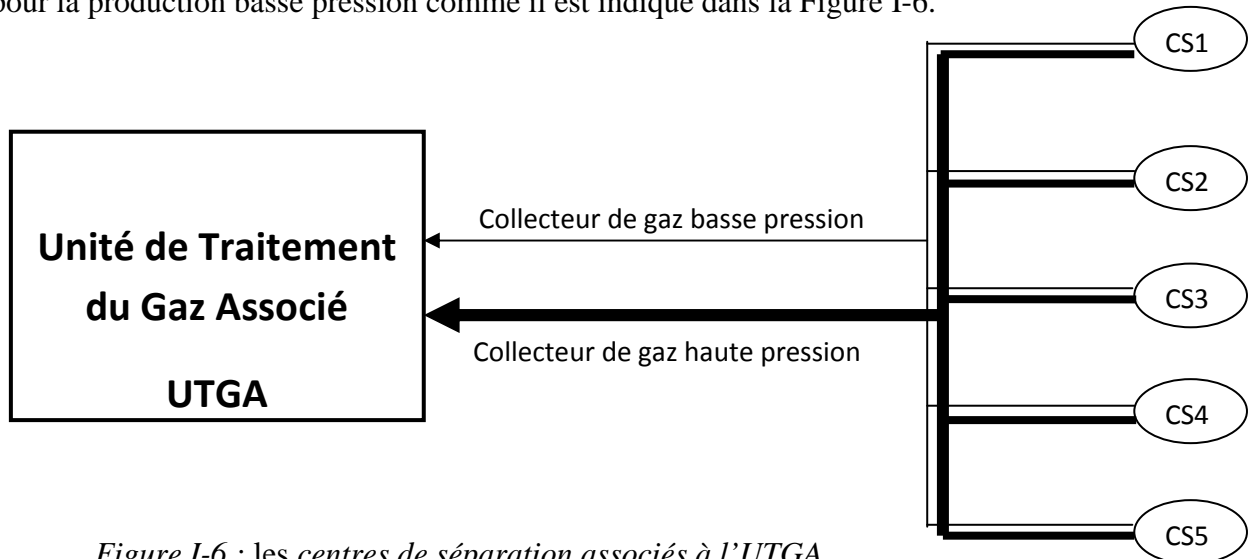 pour la production basse pression comme il est indiqué dans la Figure I-6.
CS1
CS2
Collecteur de gaz basse pression
Unité de Traitement
du Gaz Associé
UTGA
CS3
Collecteur de gaz haute pression
CS4
CS5
Figure I-6 : les centres de séparation associés à l’UTGA